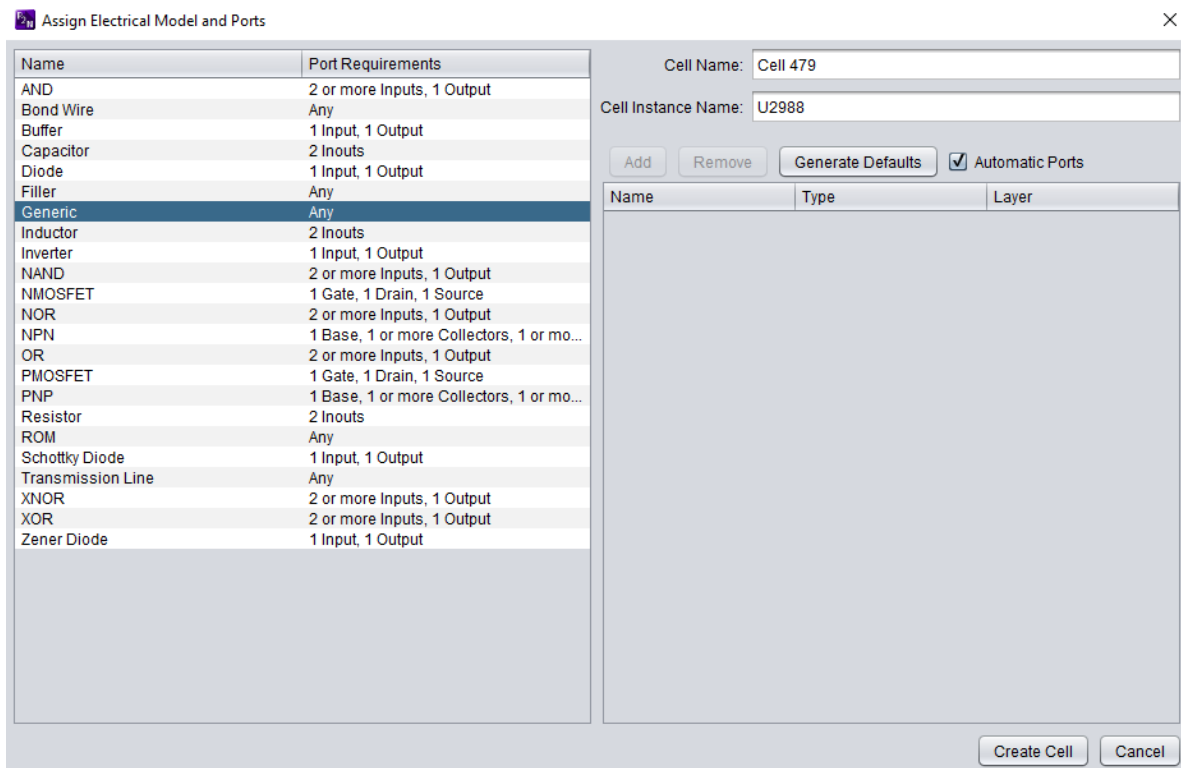 P2N Assign Electrical Model and Ports
Name Port Requirements
AND 2 or more Inputs, 1 Output
Bond Wire Any
Buffer 1 Input, 1 Output
Capacitor 2 Inouts
Diode 1 Input, 1 Output
Filler Any
Generic Any
Inductor 2 Inouts
Inverter 1 Input, 1 Output
NAND 2 or more Inputs, 1 Output
NMOSFET 1 Gate, 1 Drain, 1 Source
NOR 2 or more Inputs, 1 Output
NPN 1 Base, 1 or more Collectors, 1 or mo...
OR 2 or more Inputs, 1 Output
PMOSFET 1 Gate, 1 Drain, 1 Source
PNP 1 Base, 1 or more Collectors, 1 or mo...
Resistor 2 Inouts
ROM Any
Schottky Diode 1 Input, 1 Output
Transmission Line Any
XNOR 2 or more Inputs, 1 Output
XOR 2 or more Inputs, 1 Output
Zener Diode 1 Input, 1 Output
Cell Name: Cell 479
Cell Instance Name: U2988
Add Remove Generate Defaults Automatic Ports
Name Type Layer
Create Cell Cancel